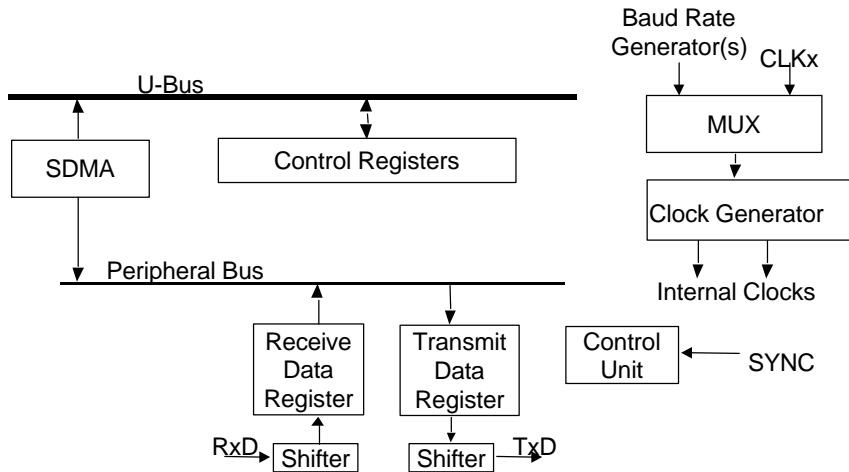 Baud Rate
Generator(s)
CLKx
U-Bus
MUX
SDMA
Control Registers
Clock Generator
Peripheral Bus
Internal Clocks
Receive
Data
Register
Transmit
Data
Register
Control
Unit
SYNC
RxD
Shifter
Shifter
TxD